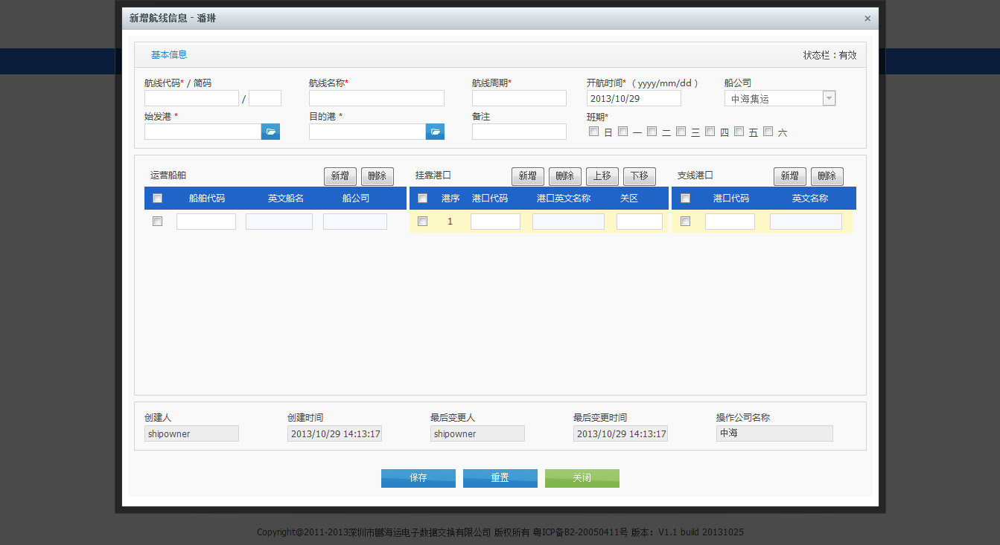 新增航线信息 - 潘琳 ×
基本信息 状态栏：有效
航线代码* / 简码 航线名称* 航线周期* 开航时间* （yyyy/mm/dd） 船公司
/ 2013/10/29 中海集运
始发港 * 目的港 * 备注 班期*
日 一 二 三 四 五 六
运营船舶 新增 删除 挂靠港口 新增 删除 上移 下移 支线港口 新增 删除
船舶代码 英文船名 船公司 港序 港口代码 港口英文名称 关区 港口代码 英文名称
1
创建人 创建时间 最后变更人 最后变更时间 操作公司名称
shipowner 2013/10/29 14:13:17 shipowner 2013/10/29 14:13:17 中海
保存 重置 关闭
Copyright@2011-2013深圳市鹏海运电子数据交换有限公司 版权所有 粤ICP备B2-20050411号 版本：V1.1 build 20131025